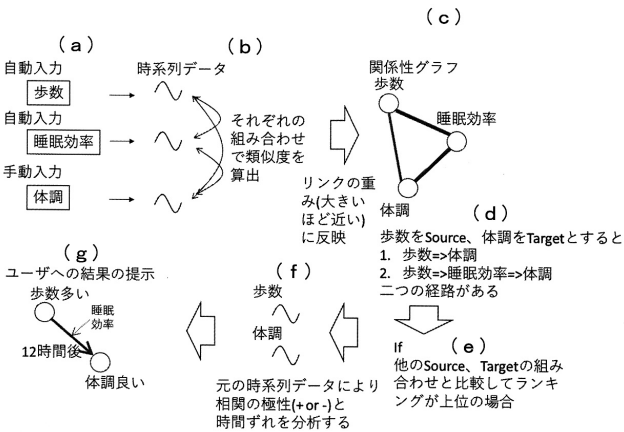 (a)
自動入力
歩数
自動入力
睡眠効率
手動入力
体調
(b)
時系列データ
それぞれの
組み合わせ
で類似度を
算出
(c)
関係性グラフ
歩数
睡眠効率
体調
リンクの重
み(大きい
ほど近い)
に反映
(d)
歩数をSource、体調をTargetとすると
1. 歩数=>体調
2. 歩数=>睡眠効率=>体調
二つの経路がある
If (e)
他のSource、Targetの組み
合わせと比較してランキ
ングが上位の場合
(f)
歩数
体調
元の時系列データにより
相関の極性(+ or -)と
時間ずれを分析する
(g)
ユーザへの結果の提示
歩数多い
睡眠
効率
12時間後
体調良い